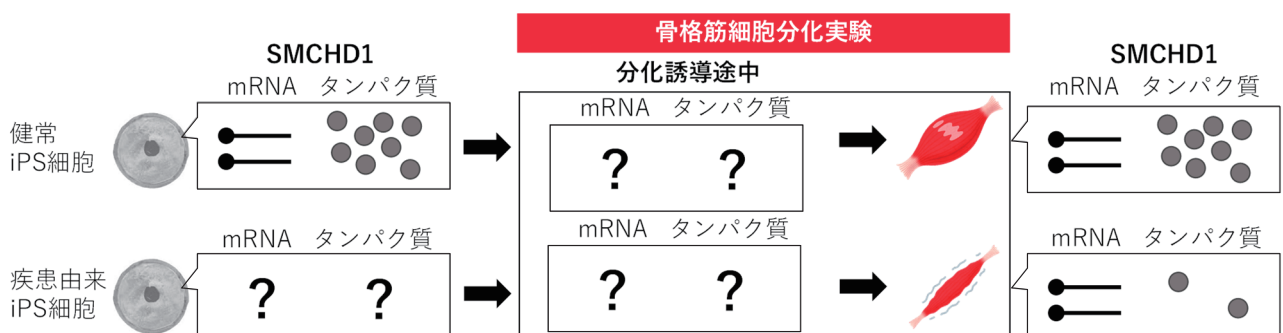 骨格筋細胞分化実験
SMCHD1
分化誘導途中
SMCHD1
mRNA タンパク質
mRNA タンパク質
mRNA タンパク質
健常
iPS細胞
? ?
mRNA タンパク質
mRNA タンパク質
mRNA タンパク質
疾患由来
iPS細胞
? ?
? ?